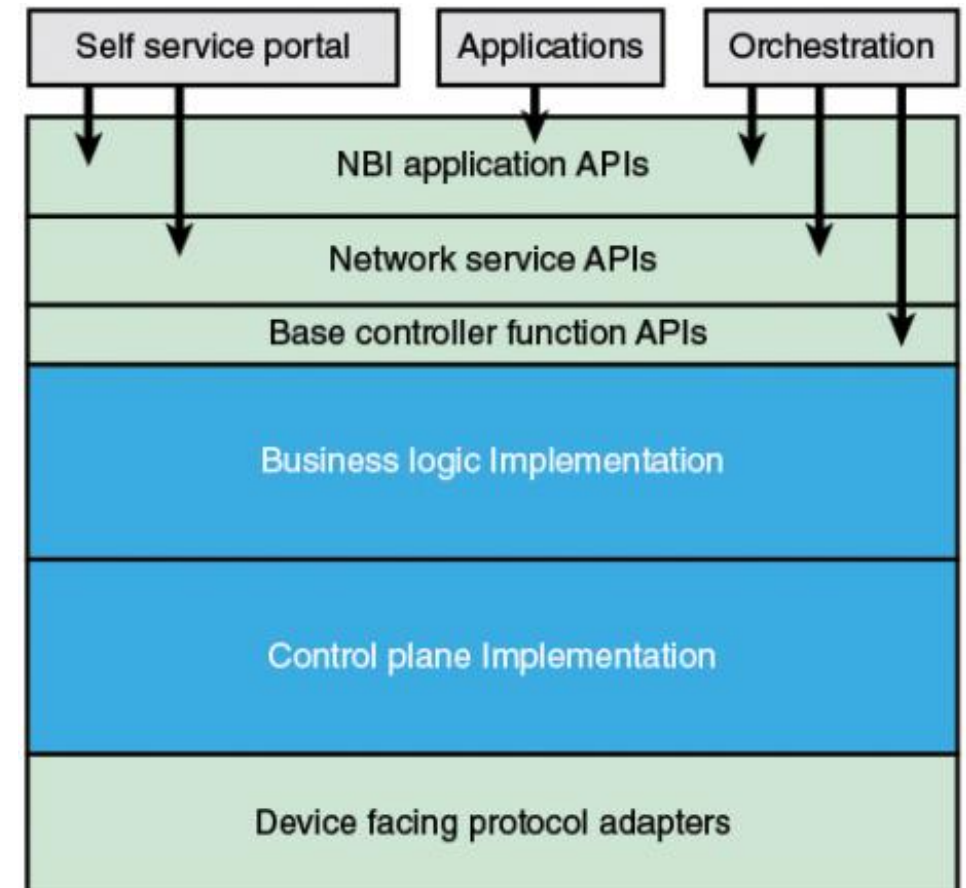 Self service portal
Applications
Orchestration
NBI application APIs
Network service APIs
Base controller function APIs
Business logic Implementation
Control plane Implementation
Device facing protocol adapters